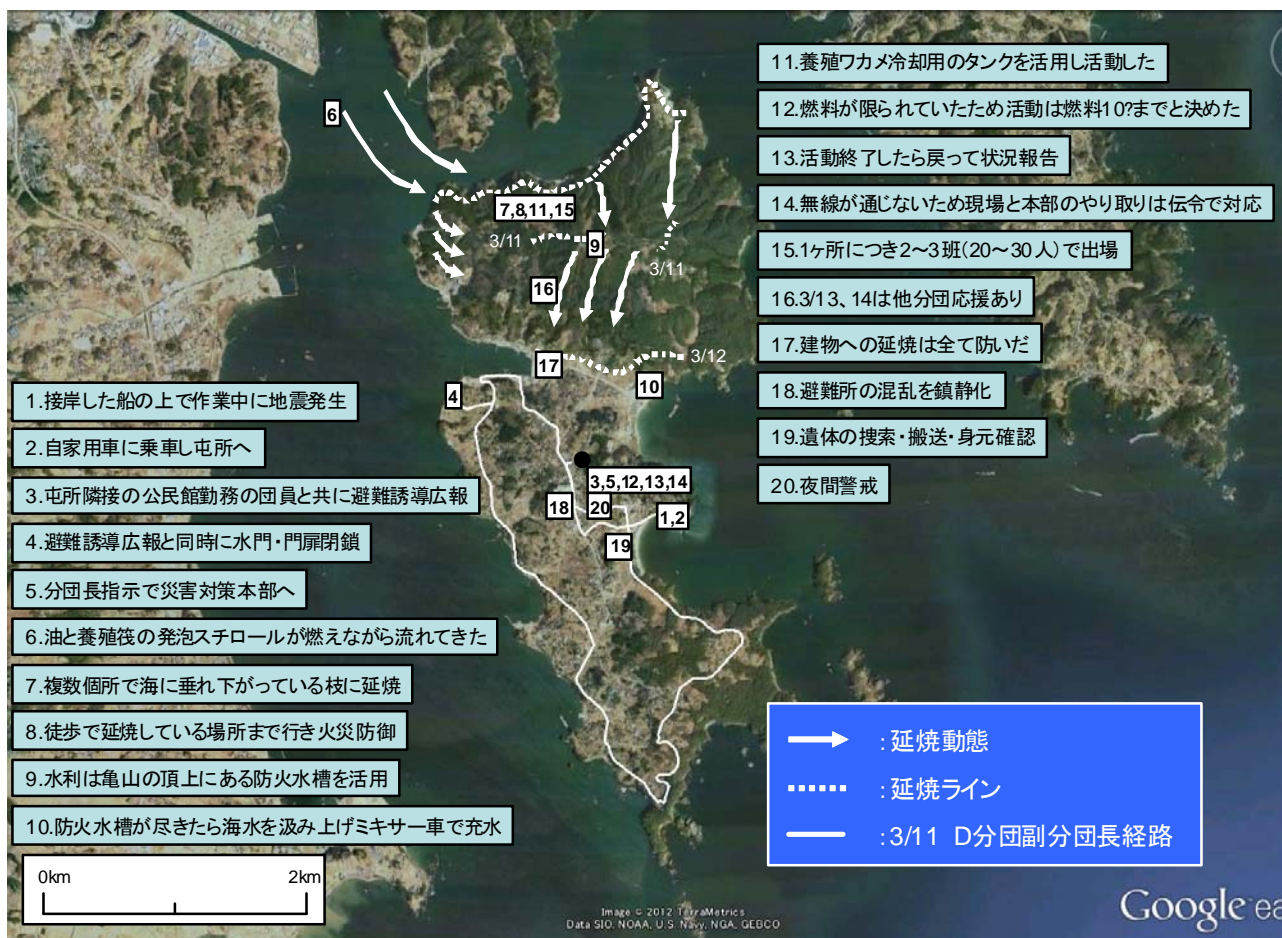 1.接岸した船の上で作業中に地震発生
2.自家用車に乗車し屯所へ
3.屯所隣接の公民館勤務の団員と共に避難誘導広報
4.避難誘導広報と同時に水門・門扉閉鎖
5.分団長指示で災害対策本部へ
6.油と養殖筏の発泡スチロールが燃えながら流れてきた
7.複数個所で海に垂れ下がっている枝に延焼
8.徒歩で延焼している場所まで行き火災防御
9.水利は亀山の頂上にある防火水槽を活用
10.防火水槽が尽きたら海水を汲み上げミキサー車で充水
11.養殖ワカメ冷却用のタンクを活用し活動した
12.燃料が限られていたため活動は燃料10?までと決めた
13.活動終了したら戻って状況報告
14.無線が通じないため現場と本部のやり取りは伝令で対応
15.1ヶ所につき2~3班(20~30人)で出場
16.3/13、14は他分団応援あり
17.建物への延焼は全て防いだ
18.避難所の混乱を鎮静化
19.遺体の捜索・搬送・身元確認
20.夜間警戒
6
7,8,11,15
3/11
9
3/11
16
3/12
17
10
4
3,5,12,13,14
18
20
1,2
19
:延焼動態
:延焼ライン
:3/11 D分団副分団長経路
0km 2km
Image © 2012 TerraMetrics
Data SIO, NOAA, U.S. Navy, NGA, GEBCO
Google ea